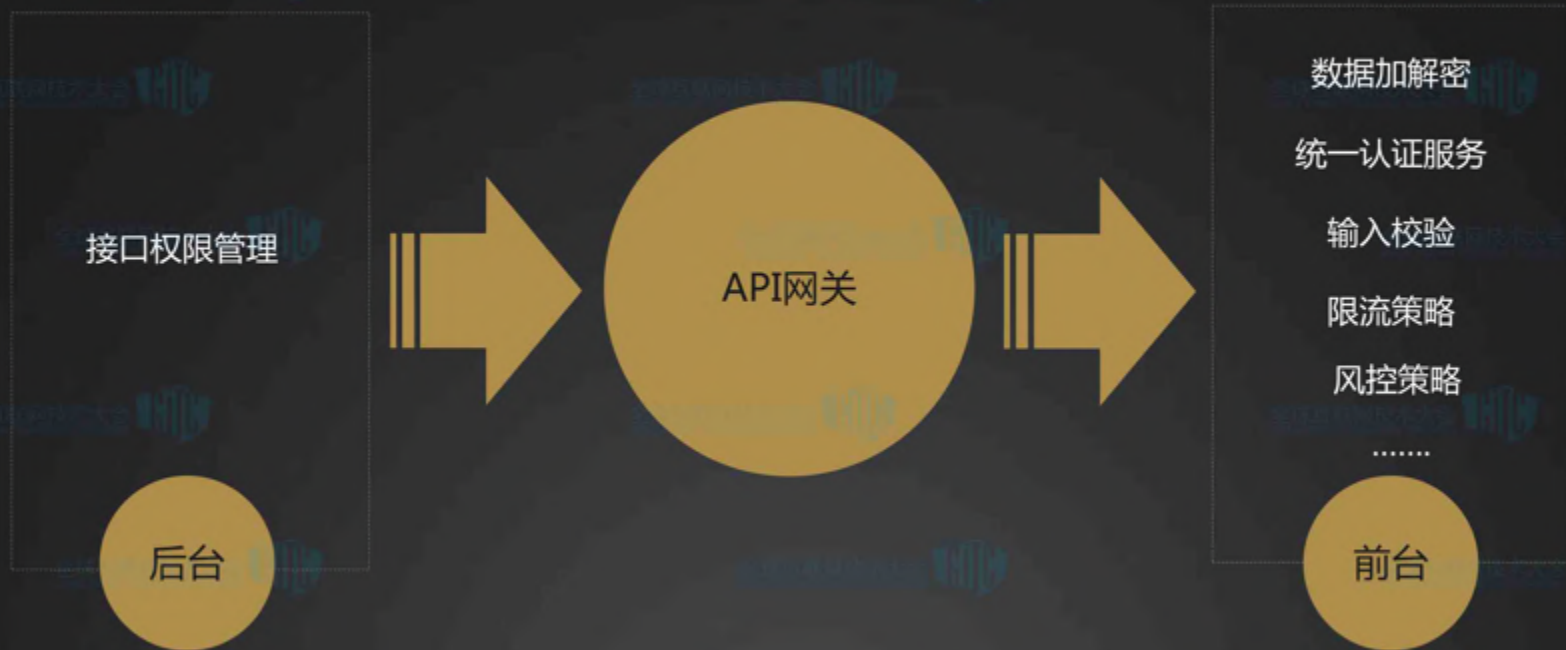 接口权限管理
后台
API网关
数据加解密
统一认证服务
输入校验
限流策略
风控策略
.......
前台